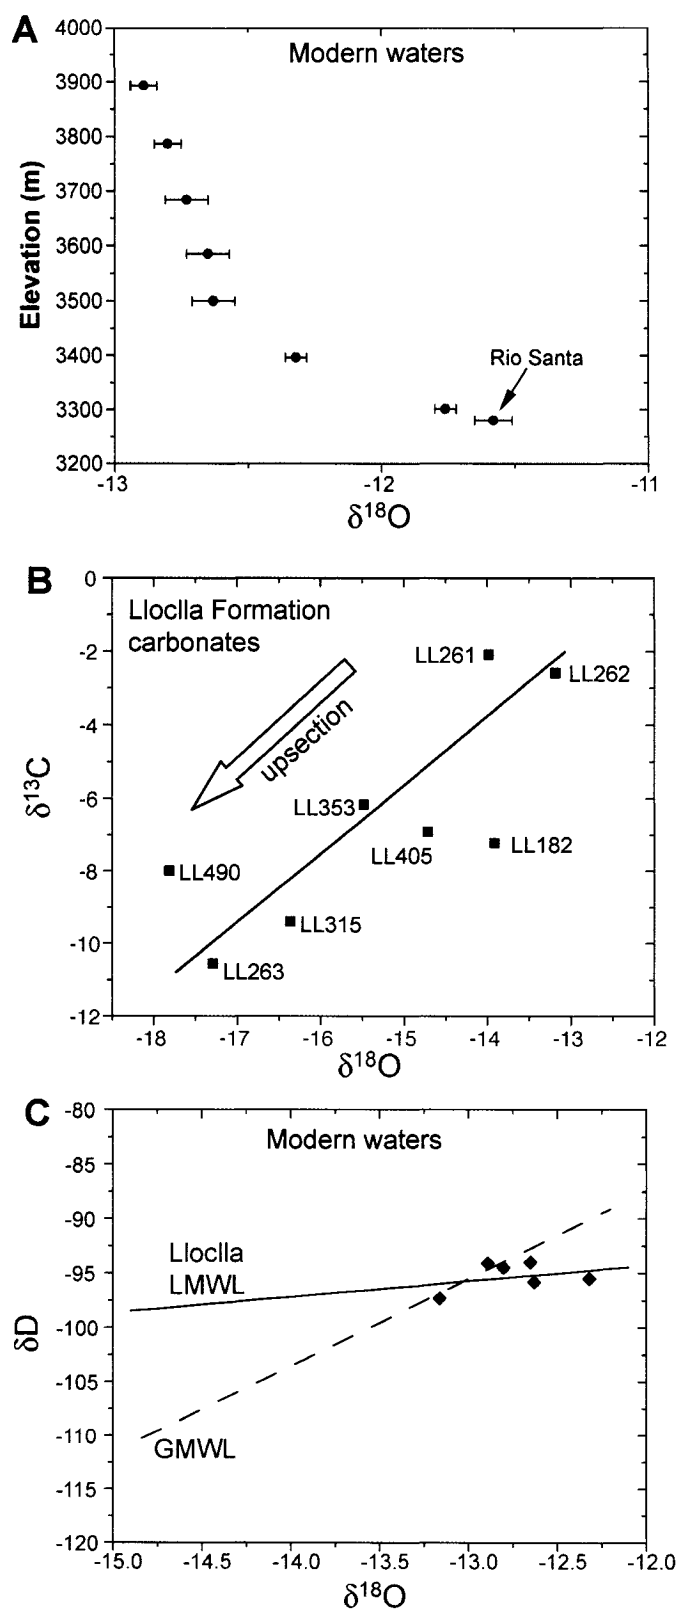 A
Modern waters
4000
3900
3800
3700
3600
3500
3400
3300
3200
Elevation (m)
Rio Santa
-13
-12
-11
δ18O
B
Lloclla Formation
carbonates
upsection
0
-2
-4
-6
-8
-10
-12
δ13C
LL261
LL262
LL353
LL405
LL182
LL490
LL315
LL263
-18
-17
-16
-15
-14
-13
-12
δ18O
C
Modern waters
-80
-85
-90
-95
-100
-105
-110
-115
-120
δD
Lloclla
LMWL
GMWL
-15.0
-14.5
-14.0
-13.5
-13.0
-12.5
-12.0
δ18O